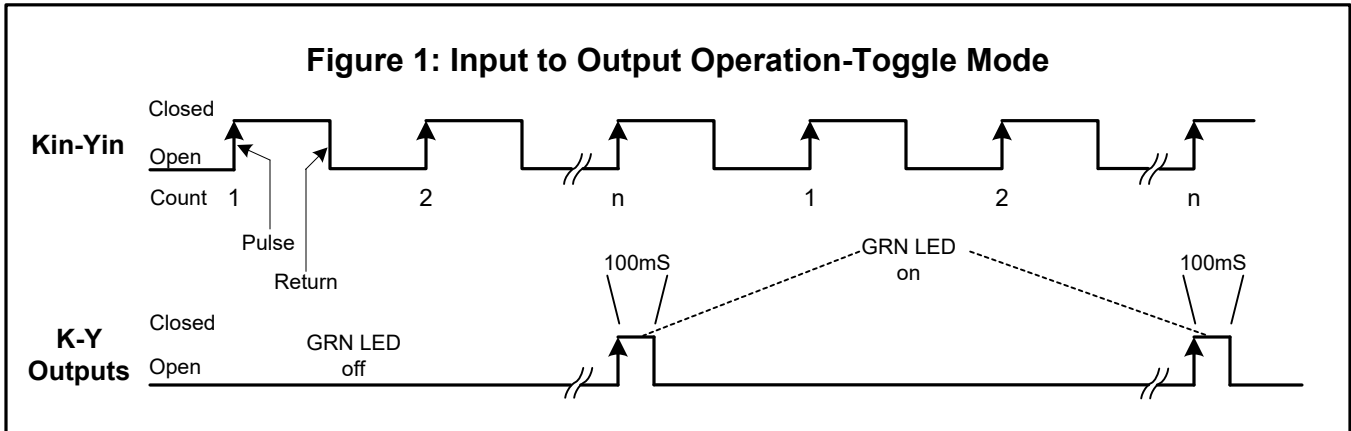 Figure 1: Input to Output Operation-Toggle Mode
Closed
Kin-Yin
Open
Count 1 2 n 1 2 n
Pulse
Return
100mS
GRN LED
on
100mS
Closed
K-Y
Outputs
Open
GRN LED
off